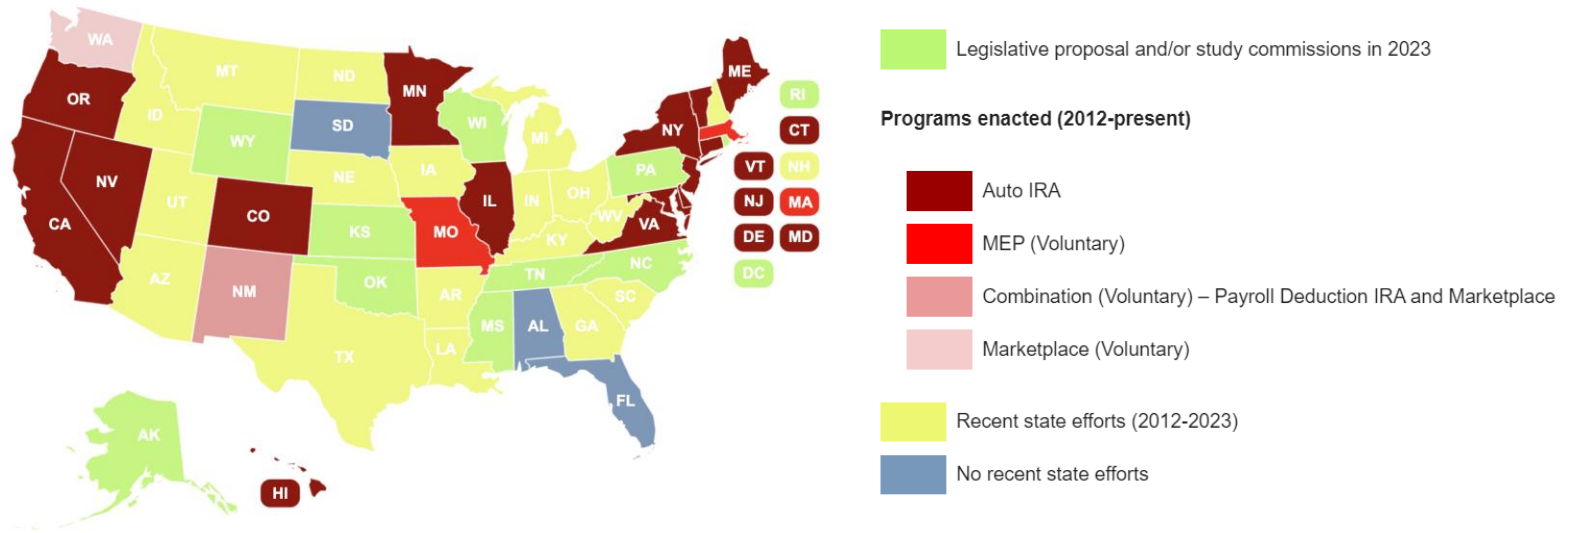 WA
MT
ND
MN
ME
OR
ID
SD
WI
NY
RI
CT
WY
MI
VT
NH
NV
UT
NE
IA
PA
IL
IN
OH
NJ
MA
CA
CO
KS
MO
WV
VA
KY
DE
MD
AZ
NM
OK
AR
TN
NC
DC
SC
MS
AL
GA
TX
LA
FL
AK
HI
Legislative proposal and/or study commissions in 2023
Programs enacted (2012-present)
Auto IRA
MEP (Voluntary)
Combination (Voluntary) – Payroll Deduction IRA and Marketplace
Marketplace (Voluntary)
Recent state efforts (2012-2023)
No recent state efforts